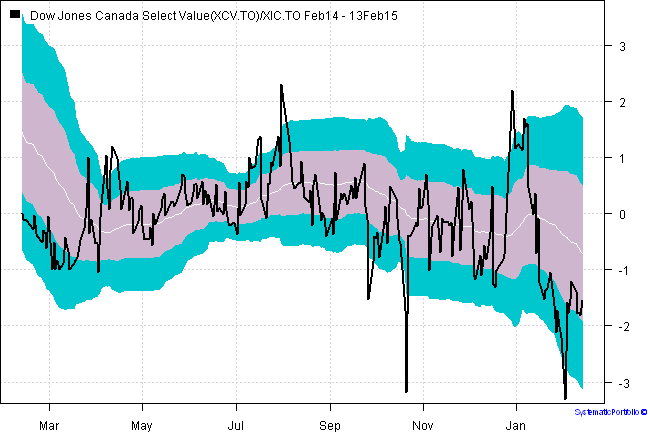 Dow Jones Canada Select Value(XCV.TO)/XIC.TO Feb14 - 13Feb15
3
2
1
0
-1
-2
-3
Mar May Jul Sep Nov Jan
SystematicPortfolio ©